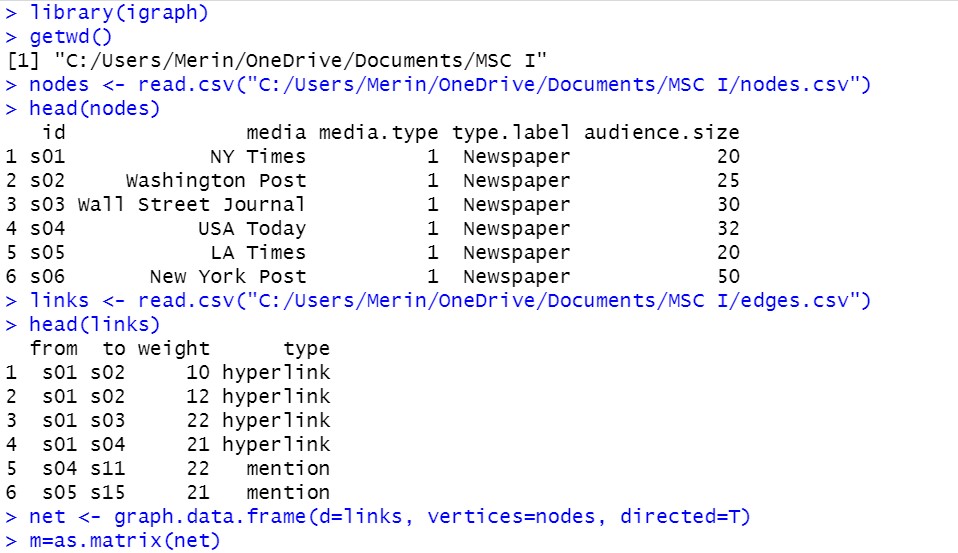 > library(igraph)
> getwd()
[1] "C:/Users/Merin/OneDrive/Documents/MSC I"
> nodes <- read.csv("C:/Users/Merin/OneDrive/Documents/MSC I/nodes.csv")
> head(nodes)
   id               media media.type type.label audience.size
1 s01            NY Times          1  Newspaper            20
2 s02     Washington Post          1  Newspaper            25
3 s03 Wall Street Journal          1  Newspaper            30
4 s04           USA Today          1  Newspaper            32
5 s05            LA Times          1  Newspaper            20
6 s06       New York Post          1  Newspaper            50
> links <- read.csv("C:/Users/Merin/OneDrive/Documents/MSC I/edges.csv")
> head(links)
  from  to weight      type
1  s01 s02     10 hyperlink
2  s01 s02     12 hyperlink
3  s01 s03     22 hyperlink
4  s01 s04     21 hyperlink
5  s04 s11     22   mention
6  s05 s15     21   mention
> net <- graph.data.frame(d=links, vertices=nodes, directed=T)
> m=as.matrix(net)